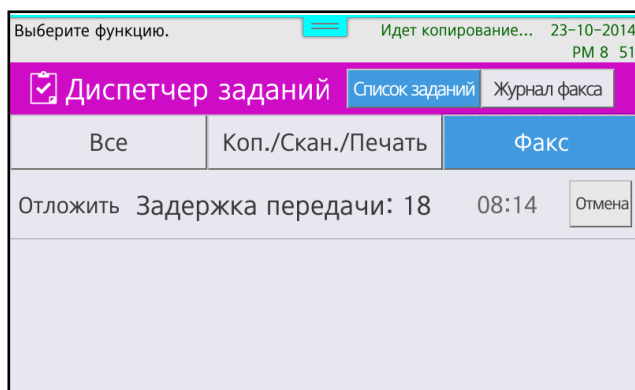 Выберите функцию.
Идет копирование... 23-10-2014
PM 8 51
Диспетчер заданий Список заданий Журнал факса
Все Коп./Скан./Печать Факс
Отложить Задержка передачи: 18 08:14 Отмена